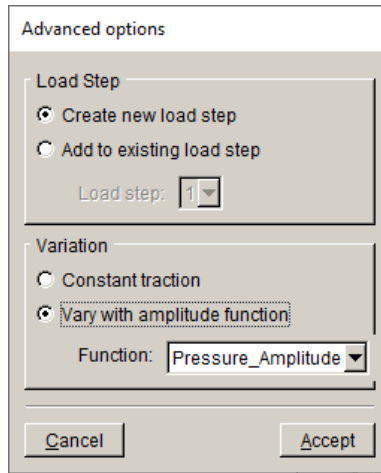 Advanced options
Load Step
Create new load step
Add to existing load step
Load step: 1
Variation
Constant traction
Vary with amplitude function
Function: Pressure_Amplitude
Cancel Accept